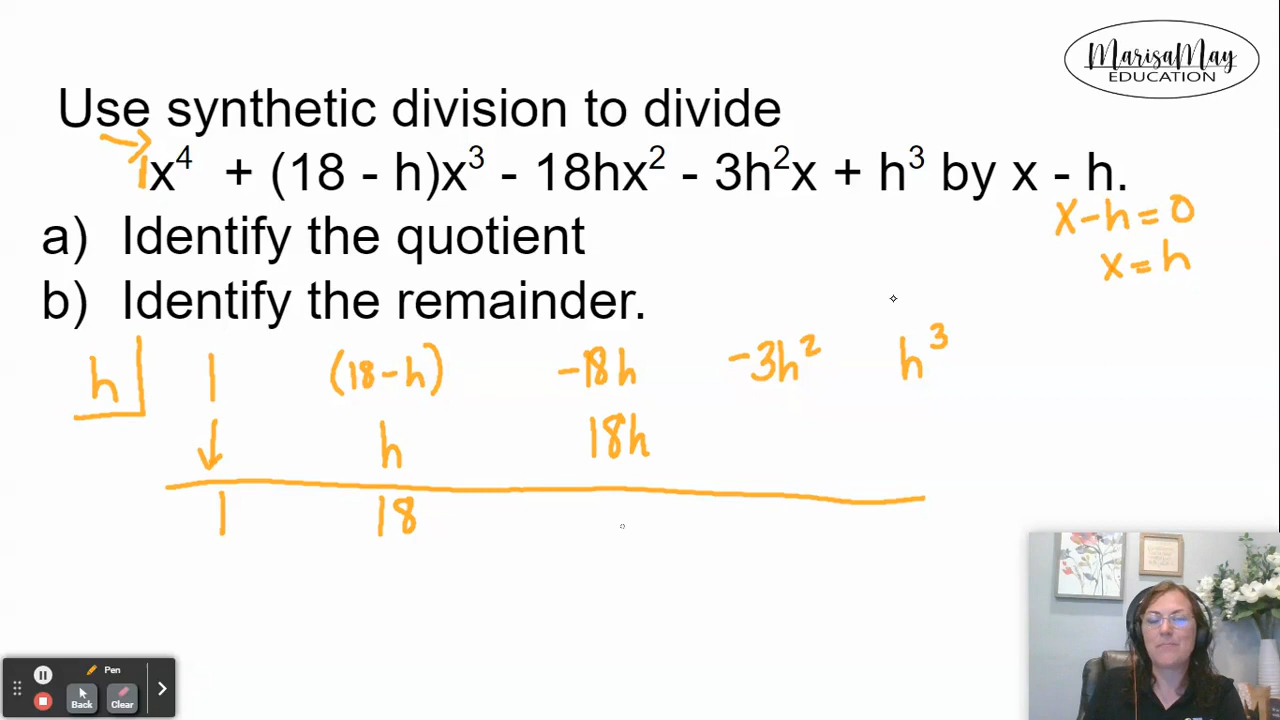 MarisaMay
EDUCATION
Use synthetic division to divide
→
1x⁴ + (18 - h)x³ - 18hx² - 3h²x + h³ by x - h.
x-h=0
a) Identify the quotient
x=h
b) Identify the remainder.
h 1 (18-h) -18h -3h² h³
↓ h 18h
1 18
Pen
Back Clear